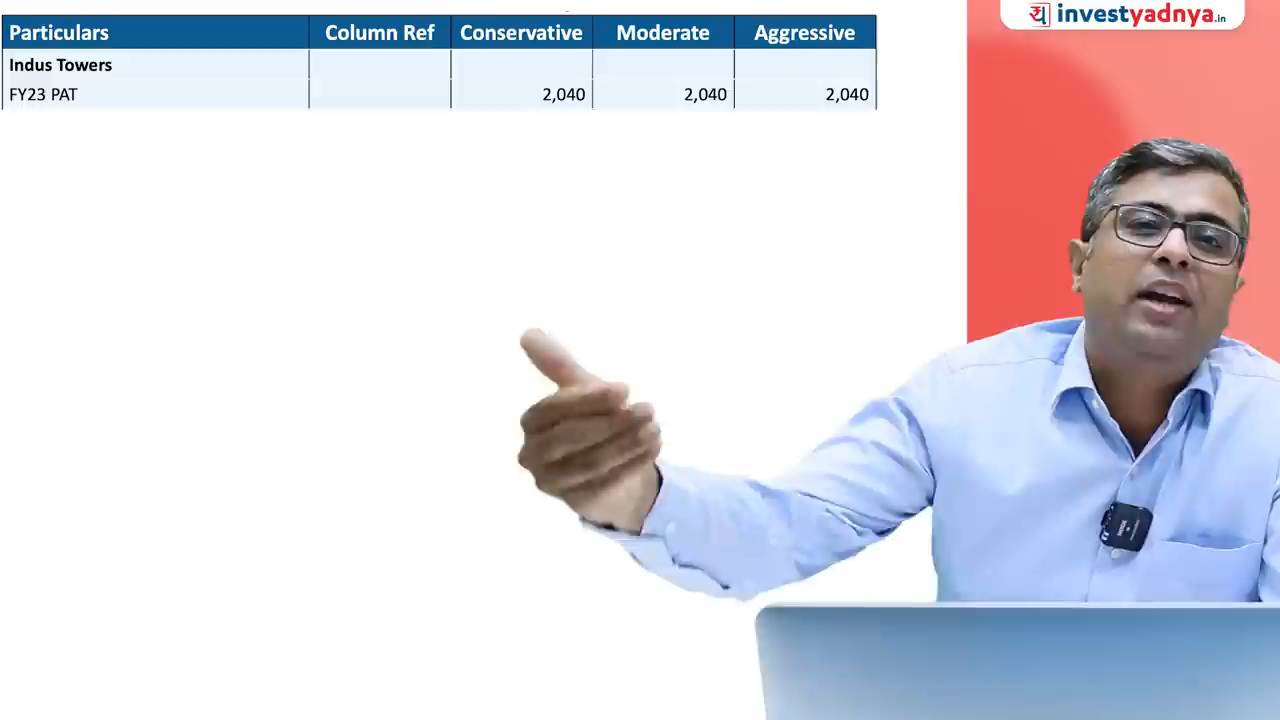 Particulars Column Ref Conservative Moderate Aggressive
Indus Towers
FY23 PAT 2,040 2,040 2,040
य investyadnya.in